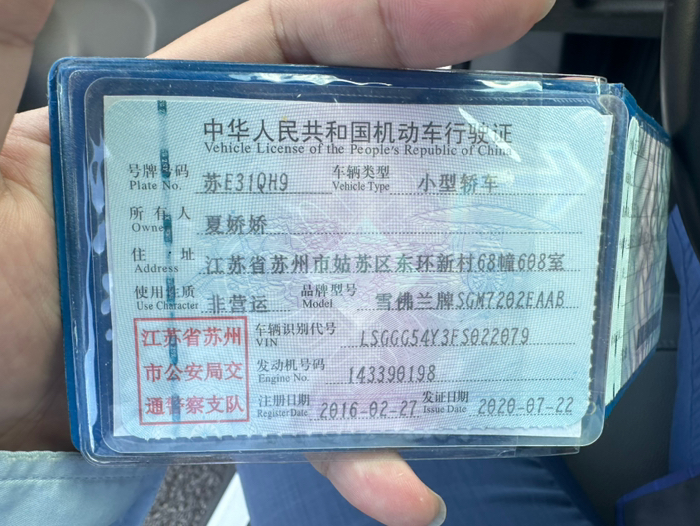 中华人民共和国机动车行驶证
Vehicle License of the People's Republic of China
号牌号码 苏E31QH9 车辆类型 小型轿车
Plate No. Vehicle Type
所有人 夏娇娇
Owner
住址 江苏省苏州市姑苏区东环新村68幢608室
Address
使用性质 非营运 品牌型号 雪佛兰牌SGM7202EAAB
Use Character Model
江苏省苏州
市公安局交
通警察支队
车辆识别代号 LSGGG54Y3FS022079
VIN
发动机号码 143390198
Engine No.
注册日期 2016-02-27 发证日期 2020-07-22
Register Date Issue Date